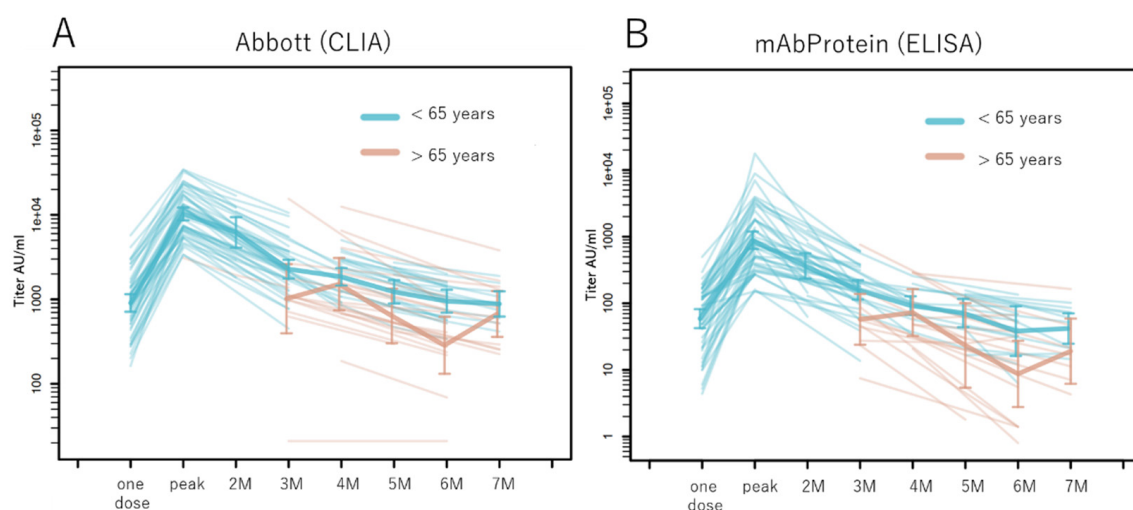 A
Abbott (CLIA)
< 65 years
> 65 years
Titer AU/ml
1e+05
1e+04
1000
100
one dose
peak
2M
3M
4M
5M
6M
7M
B
mAbProtein (ELISA)
< 65 years
> 65 years
Titer AU/ml
1e+05
1e+04
1000
100
10
1
one dose
peak
2M
3M
4M
5M
6M
7M